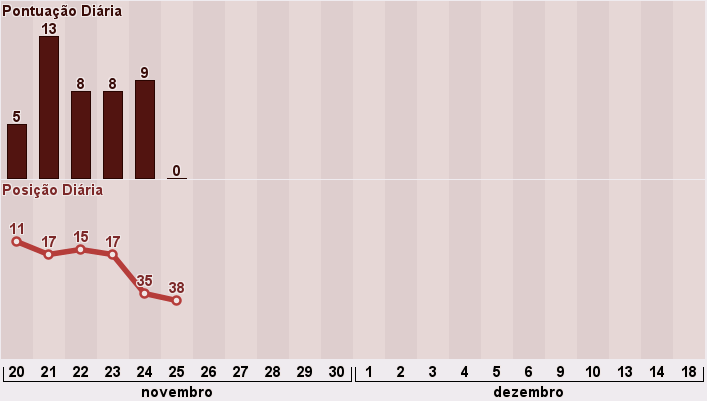 Pontuação Diária
5 13 8 8 9 0
Posição Diária
11 17 15 17 35 38
20 21 22 23 24 25 26 27 28 29 30 1 2 3 4 5 6 9 10 13 14 18
novembro dezembro